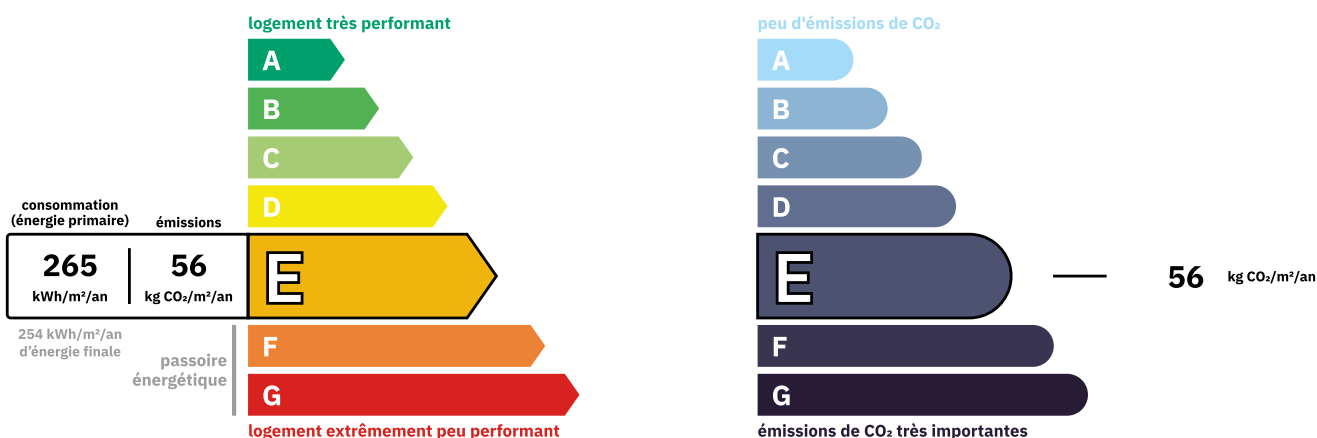 logement très performant
A
B
C
D
consommation
(énergie primaire)
émissions
265
kWh/m²/an
56
kg CO₂/m²/an
E
254 kWh/m²/an
d'énergie finale
passoire
énergétique
F
G
logement extrêmement peu performant
peu d'émissions de CO₂
A
B
C
D
E
56 kg CO₂/m²/an
F
G
émissions de CO₂ très importantes